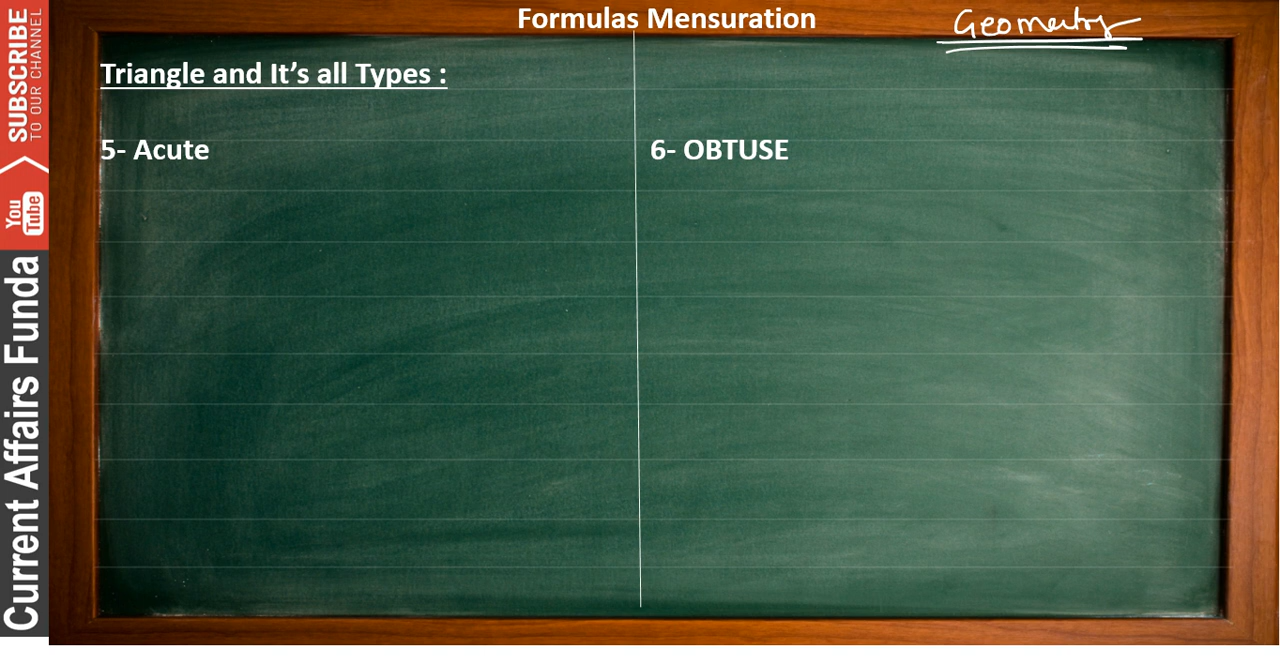 Formulas Mensuration
Geometry
Triangle and It's all Types :
5- Acute
6- OBTUSE
SUBSCRIBE
TO OUR CHANNEL
You
Tube
Current Affairs Funda